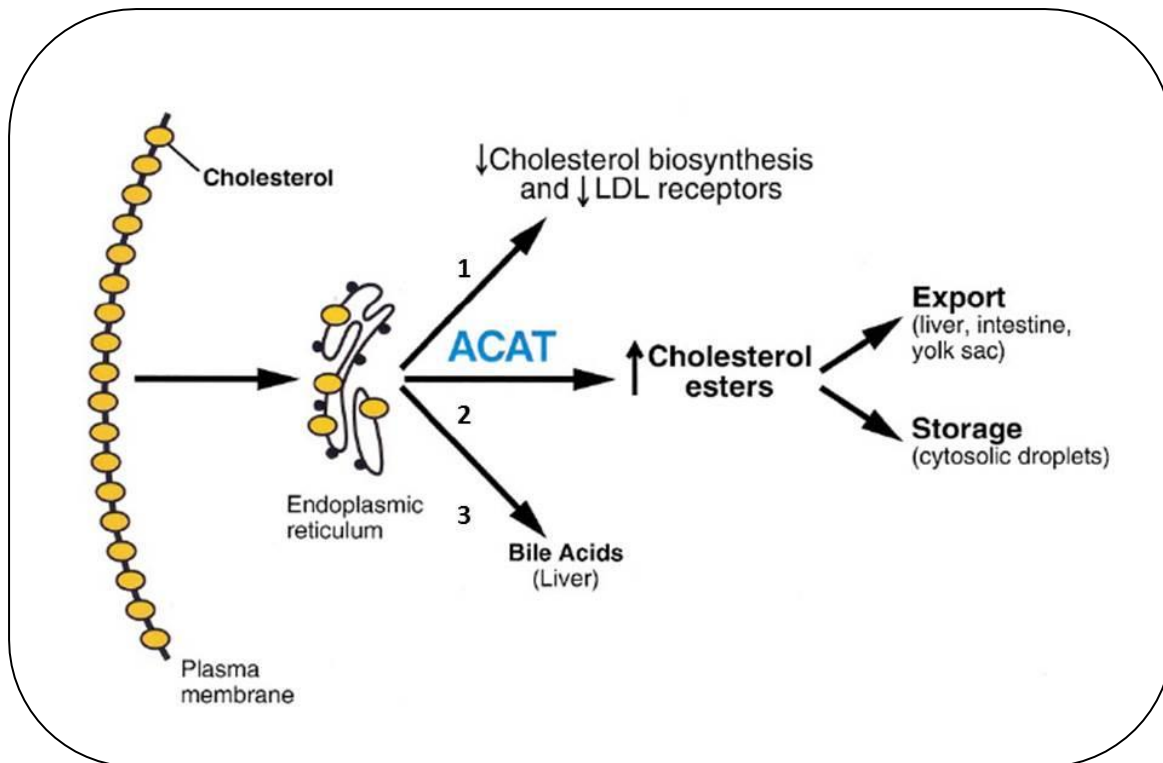 Cholesterol
↓Cholesterol biosynthesis
and ↓LDL receptors
1
ACAT
2
3
↑ Cholesterol
esters
Export
(liver, intestine,
yolk sac)
Storage
(cytosolic droplets)
Endoplasmic
reticulum
Bile Acids
(Liver)
Plasma
membrane